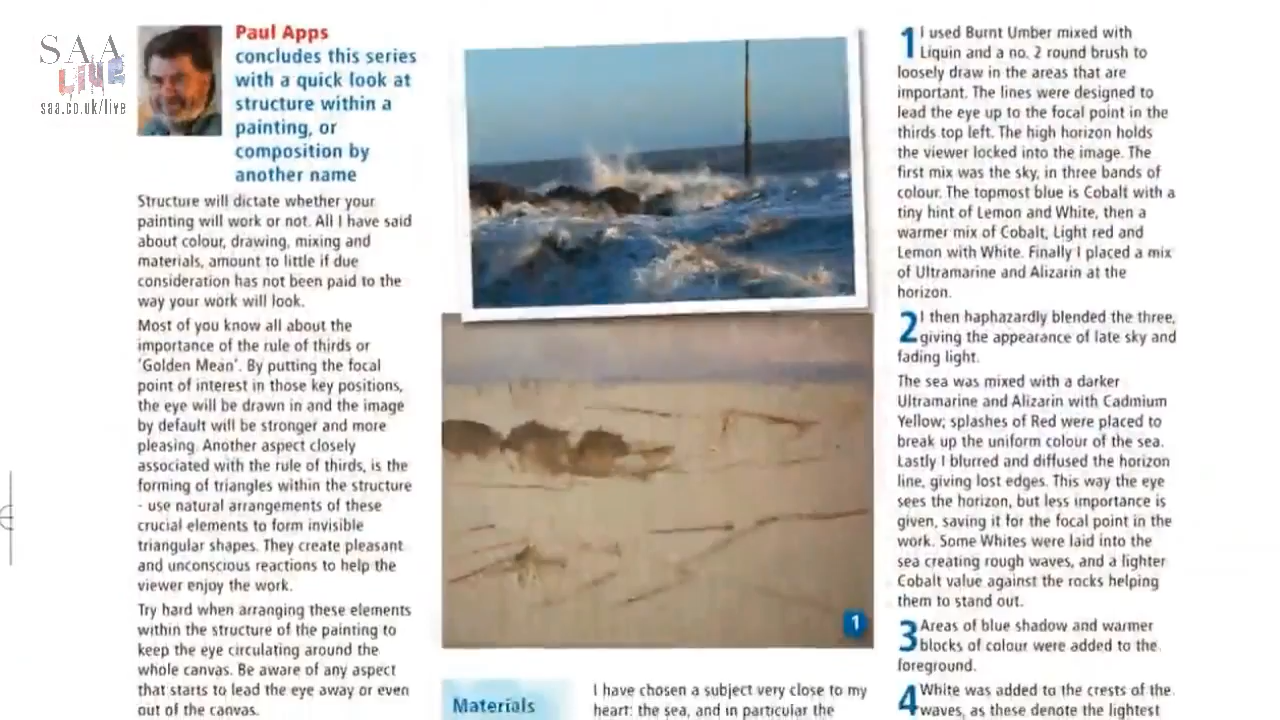 SAA
LIVE
saa.co.uk/live
Paul Apps
concludes this series
with a quick look at
structure within a
painting, or
composition by
another name
Structure will dictate whether your
painting will work or not. All I have said
about colour, drawing, mixing and
materials, amount to little if due
consideration has not been paid to the
way your work will look.
Most of you know all about the
importance of the rule of thirds or
‘Golden Mean’. By putting the focal
point of interest in those key positions,
the eye will be drawn in and the image
by default will be stronger and more
pleasing. Another aspect closely
associated with the rule of thirds, is the
forming of triangles within the structure
- use natural arrangements of these
crucial elements to form invisible
triangular shapes. They create pleasant
and unconscious reactions to help the
viewer enjoy the work.
Try hard when arranging these elements
within the structure of the painting to
keep the eye circulating around the
whole canvas. Be aware of any aspect
that starts to lead the eye away or even
out of the canvas.
1
Materials
I have chosen a subject very close to my
heart: the sea, and in particular the
1 I used Burnt Umber mixed with
Liquin and a no. 2 round brush to
loosely draw in the areas that are
important. The lines were designed to
lead the eye up to the focal point in the
thirds top left. The high horizon holds
the viewer locked into the image. The
first mix was the sky, in three bands of
colour. The topmost blue is Cobalt with a
tiny hint of Lemon and White, then a
warmer mix of Cobalt, Light red and
Lemon with White. Finally I placed a mix
of Ultramarine and Alizarin at the
horizon.
2 I then haphazardly blended the three,
giving the appearance of late sky and
fading light.
The sea was mixed with a darker
Ultramarine and Alizarin with Cadmium
Yellow; splashes of Red were placed to
break up the uniform colour of the sea.
Lastly I blurred and diffused the horizon
line, giving lost edges. This way the eye
sees the horizon, but less importance is
given, saving it for the focal point in the
work. Some Whites were laid into the
sea creating rough waves, and a lighter
Cobalt value against the rocks helping
them to stand out.
3 Areas of blue shadow and warmer
blocks of colour were added to the
foreground.
4 White was added to the crests of the
waves, as these denote the lightest